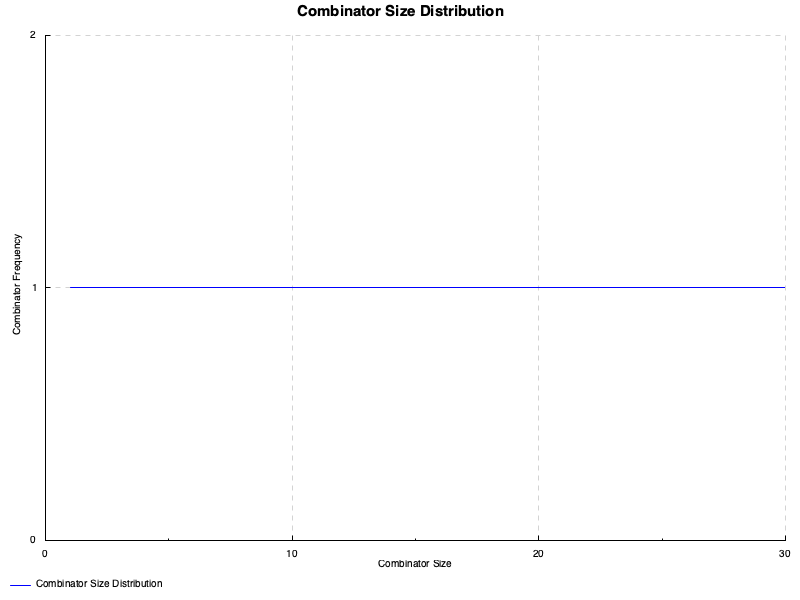 Combinator Size Distribution
2
1
0
Combinator Frequency
0 10 20 30
Combinator Size
Combinator Size Distribution